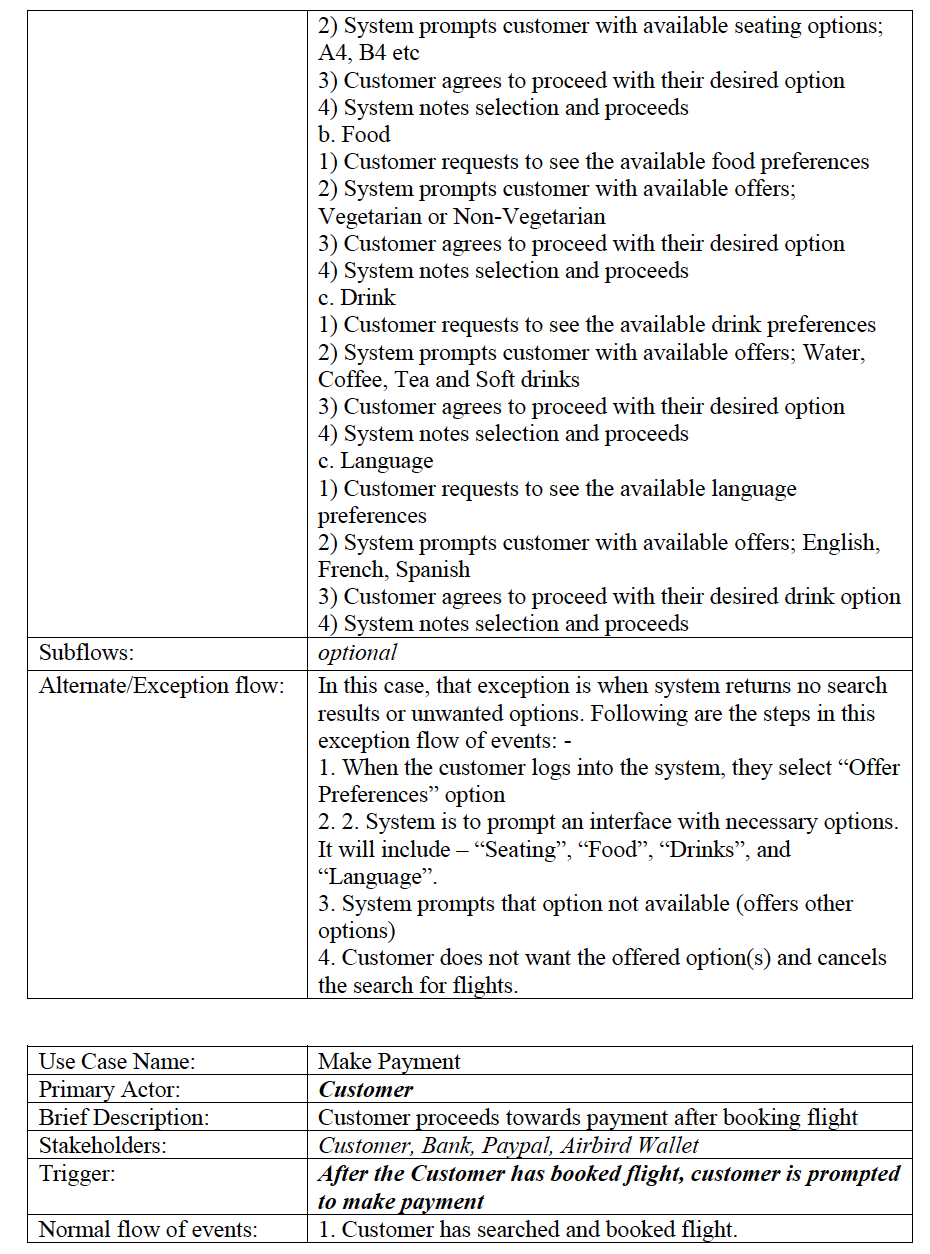 2) System prompts customer with available seating options;
A4, B4 etc
3) Customer agrees to proceed with their desired option
4) System notes selection and proceeds
b. Food
1) Customer requests to see the available food preferences
2) System prompts customer with available offers;
Vegetarian or Non-Vegetarian
3) Customer agrees to proceed with their desired option
4) System notes selection and proceeds
c. Drink
1) Customer requests to see the available drink preferences
2) System prompts customer with available offers; Water,
Coffee, Tea and Soft drinks
3) Customer agrees to proceed with their desired option
4) System notes selection and proceeds
c. Language
1) Customer requests to see the available language
preferences
2) System prompts customer with available offers; English,
French, Spanish
3) Customer agrees to proceed with their desired drink option
4) System notes selection and proceeds
Subflows: optional
Alternate/Exception flow: In this case, that exception is when system returns no search
results or unwanted options. Following are the steps in this
exception flow of events: -
1. When the customer logs into the system, they select “Offer
Preferences” option
2. 2. System is to prompt an interface with necessary options.
It will include – “Seating”, “Food”, “Drinks”, and
“Language”.
3. System prompts that option not available (offers other
options)
4. Customer does not want the offered option(s) and cancels
the search for flights.
Use Case Name: Make Payment
Primary Actor: Customer
Brief Description: Customer proceeds towards payment after booking flight
Stakeholders: Customer, Bank, Paypal, Airbird Wallet
Trigger: After the Customer has booked flight, customer is prompted
to make payment
Normal flow of events: 1. Customer has searched and booked flight.